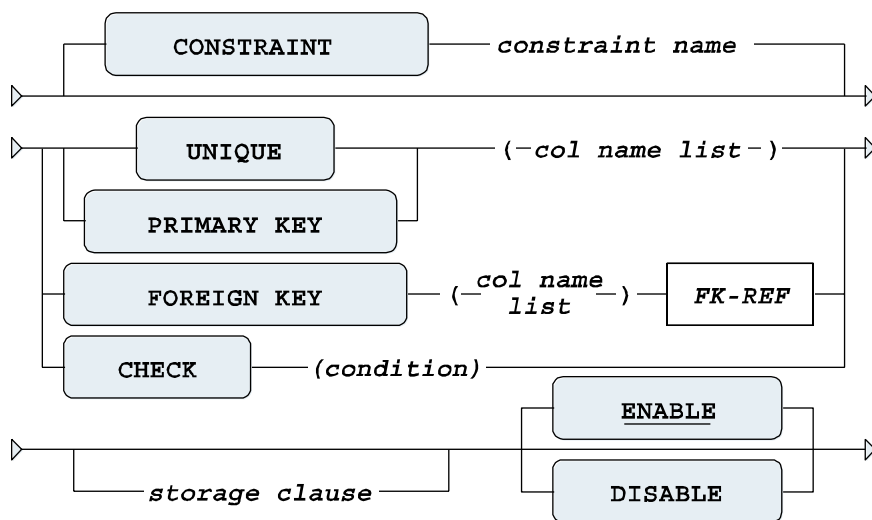 CONSTRAINT constraint name
UNIQUE ( col name list )
PRIMARY KEY
FOREIGN KEY ( col name list ) FK-REF
CHECK (condition)
ENABLE
storage clause
DISABLE